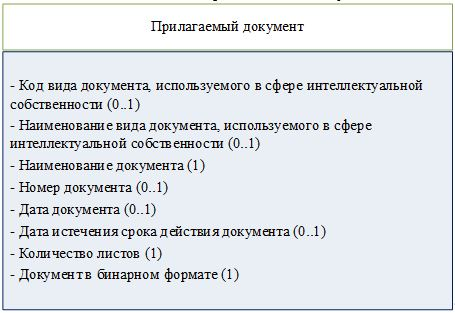 Прилагаемый документ
- Код вида документа, используемого в сфере интеллектуальной
собственности (0..1)
- Наименование вида документа, используемого в сфере
интеллектуальной собственности (0..1)
- Наименование документа (1)
- Номер документа (0..1)
- Дата документа (0..1)
- Дата истечения срока действия документа (0..1)
- Количество листов (1)
- Документ в бинарном формате (1)